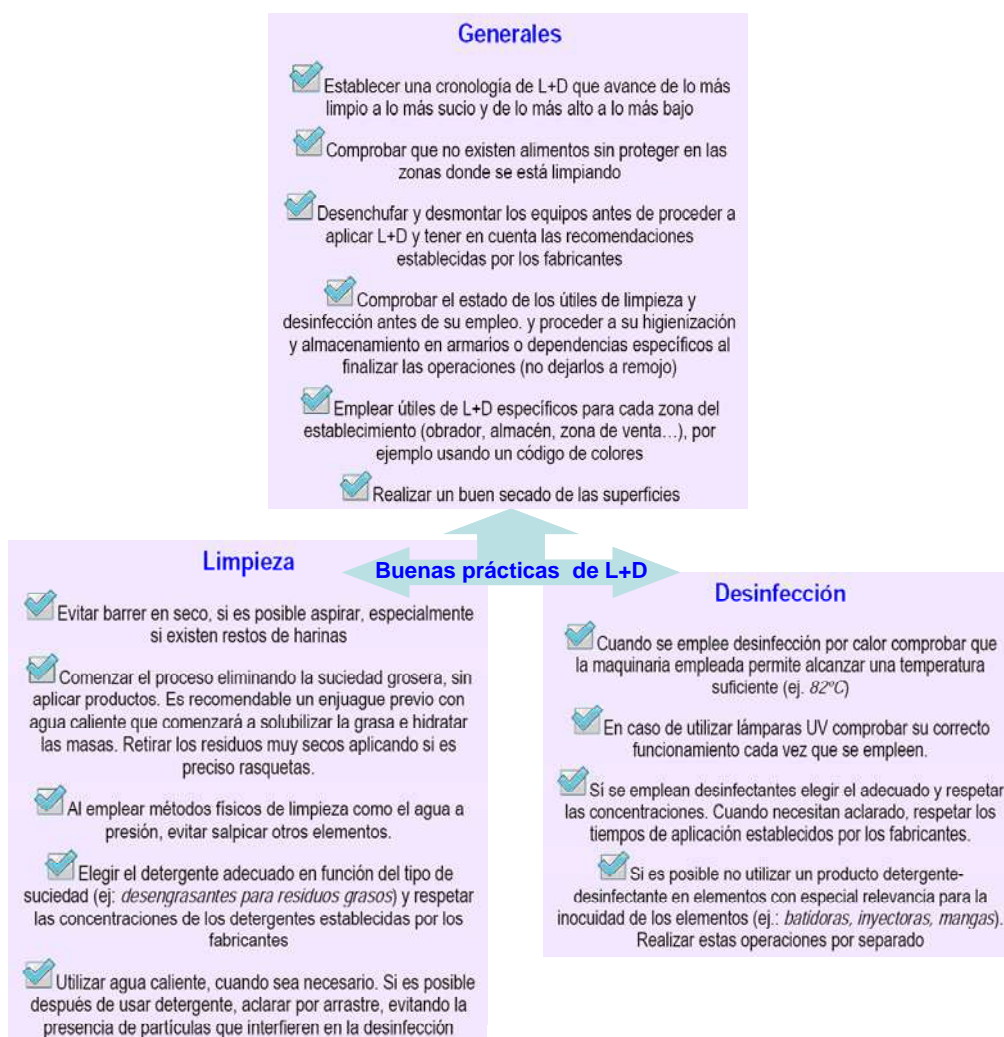 Generales
Establecer una cronología de L+D que avance de lo más
limpio a lo más sucio y de lo más alto a lo más bajo
Comprobar que no existen alimentos sin proteger en las
zonas donde se está limpiando
Desenchufar y desmontar los equipos antes de proceder a
aplicar L+D y tener en cuenta las recomendaciones
establecidas por los fabricantes
Comprobar el estado de los útiles de limpieza y
desinfección antes de su empleo. y proceder a su higienización
y almacenamiento en armarios o dependencias específicos al
finalizar las operaciones (no dejarlos a remojo)
Emplear útiles de L+D específicos para cada zona del
establecimiento (obrador, almacén, zona de venta…), por
ejemplo usando un código de colores
Realizar un buen secado de las superficies
Buenas prácticas de L+D
Limpieza
Evitar barrer en seco, si es posible aspirar, especialmente
si existen restos de harinas
Comenzar el proceso eliminando la suciedad grosera, sin
aplicar productos. Es recomendable un enjuague previo con
agua caliente que comenzará a solubilizar la grasa e hidratar
las masas. Retirar los residuos muy secos aplicando si es
preciso rasquetas.
Al emplear métodos físicos de limpieza como el agua a
presión, evitar salpicar otros elementos.
Elegir el detergente adecuado en función del tipo de
suciedad (ej: desengrasantes para residuos grasos) y respetar
las concentraciones de los detergentes establecidas por los
fabricantes
Utilizar agua caliente, cuando sea necesario. Si es posible
después de usar detergente, aclarar por arrastre, evitando la
presencia de partículas que interfieren en la desinfección
Desinfección
Cuando se emplee desinfección por calor comprobar que
la maquinaria empleada permite alcanzar una temperatura
suficiente (ej. 82ºC)
En caso de utilizar lámparas UV comprobar su correcto
funcionamiento cada vez que se empleen.
Sí se emplean desinfectantes elegir el adecuado y respetar
las concentraciones. Cuando necesitan aclarado, respetar los
tiempos de aplicación establecidos por los fabricantes.
Si es posible no utilizar un producto detergente-
desinfectante en elementos con especial relevancia para la
inocuidad de los elementos (ej.: batidoras, inyectoras, mangas).
Realizar estas operaciones por separado